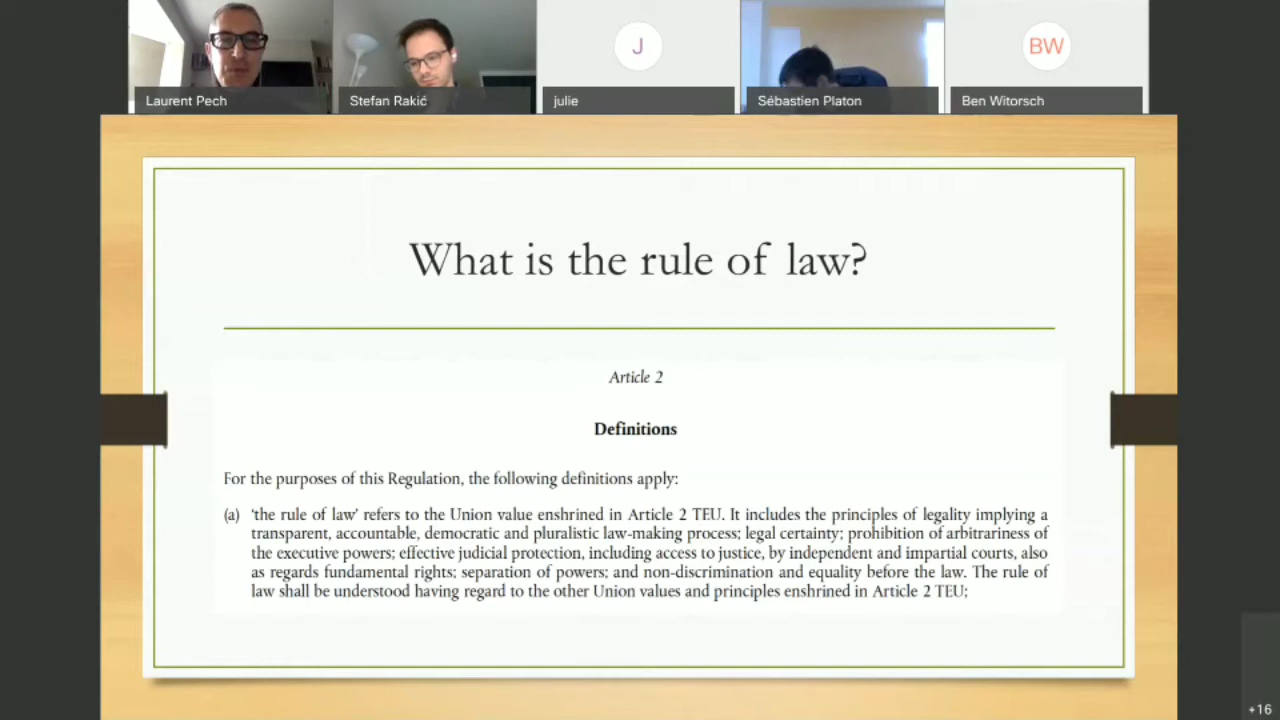 Laurent Pech
Stefan Rakić
J
julie
Sébastien Platon
BW
Ben Witorsch
What is the rule of law?
Article 2
Definitions
For the purposes of this Regulation, the following definitions apply:
(a) ‘the rule of law’ refers to the Union value enshrined in Article 2 TEU. It includes the principles of legality implying a
transparent, accountable, democratic and pluralistic law-making process; legal certainty; prohibition of arbitrariness of
the executive powers; effective judicial protection, including access to justice, by independent and impartial courts, also
as regards fundamental rights; separation of powers; and non-discrimination and equality before the law. The rule of
law shall be understood having regard to the other Union values and principles enshrined in Article 2 TEU;
+16